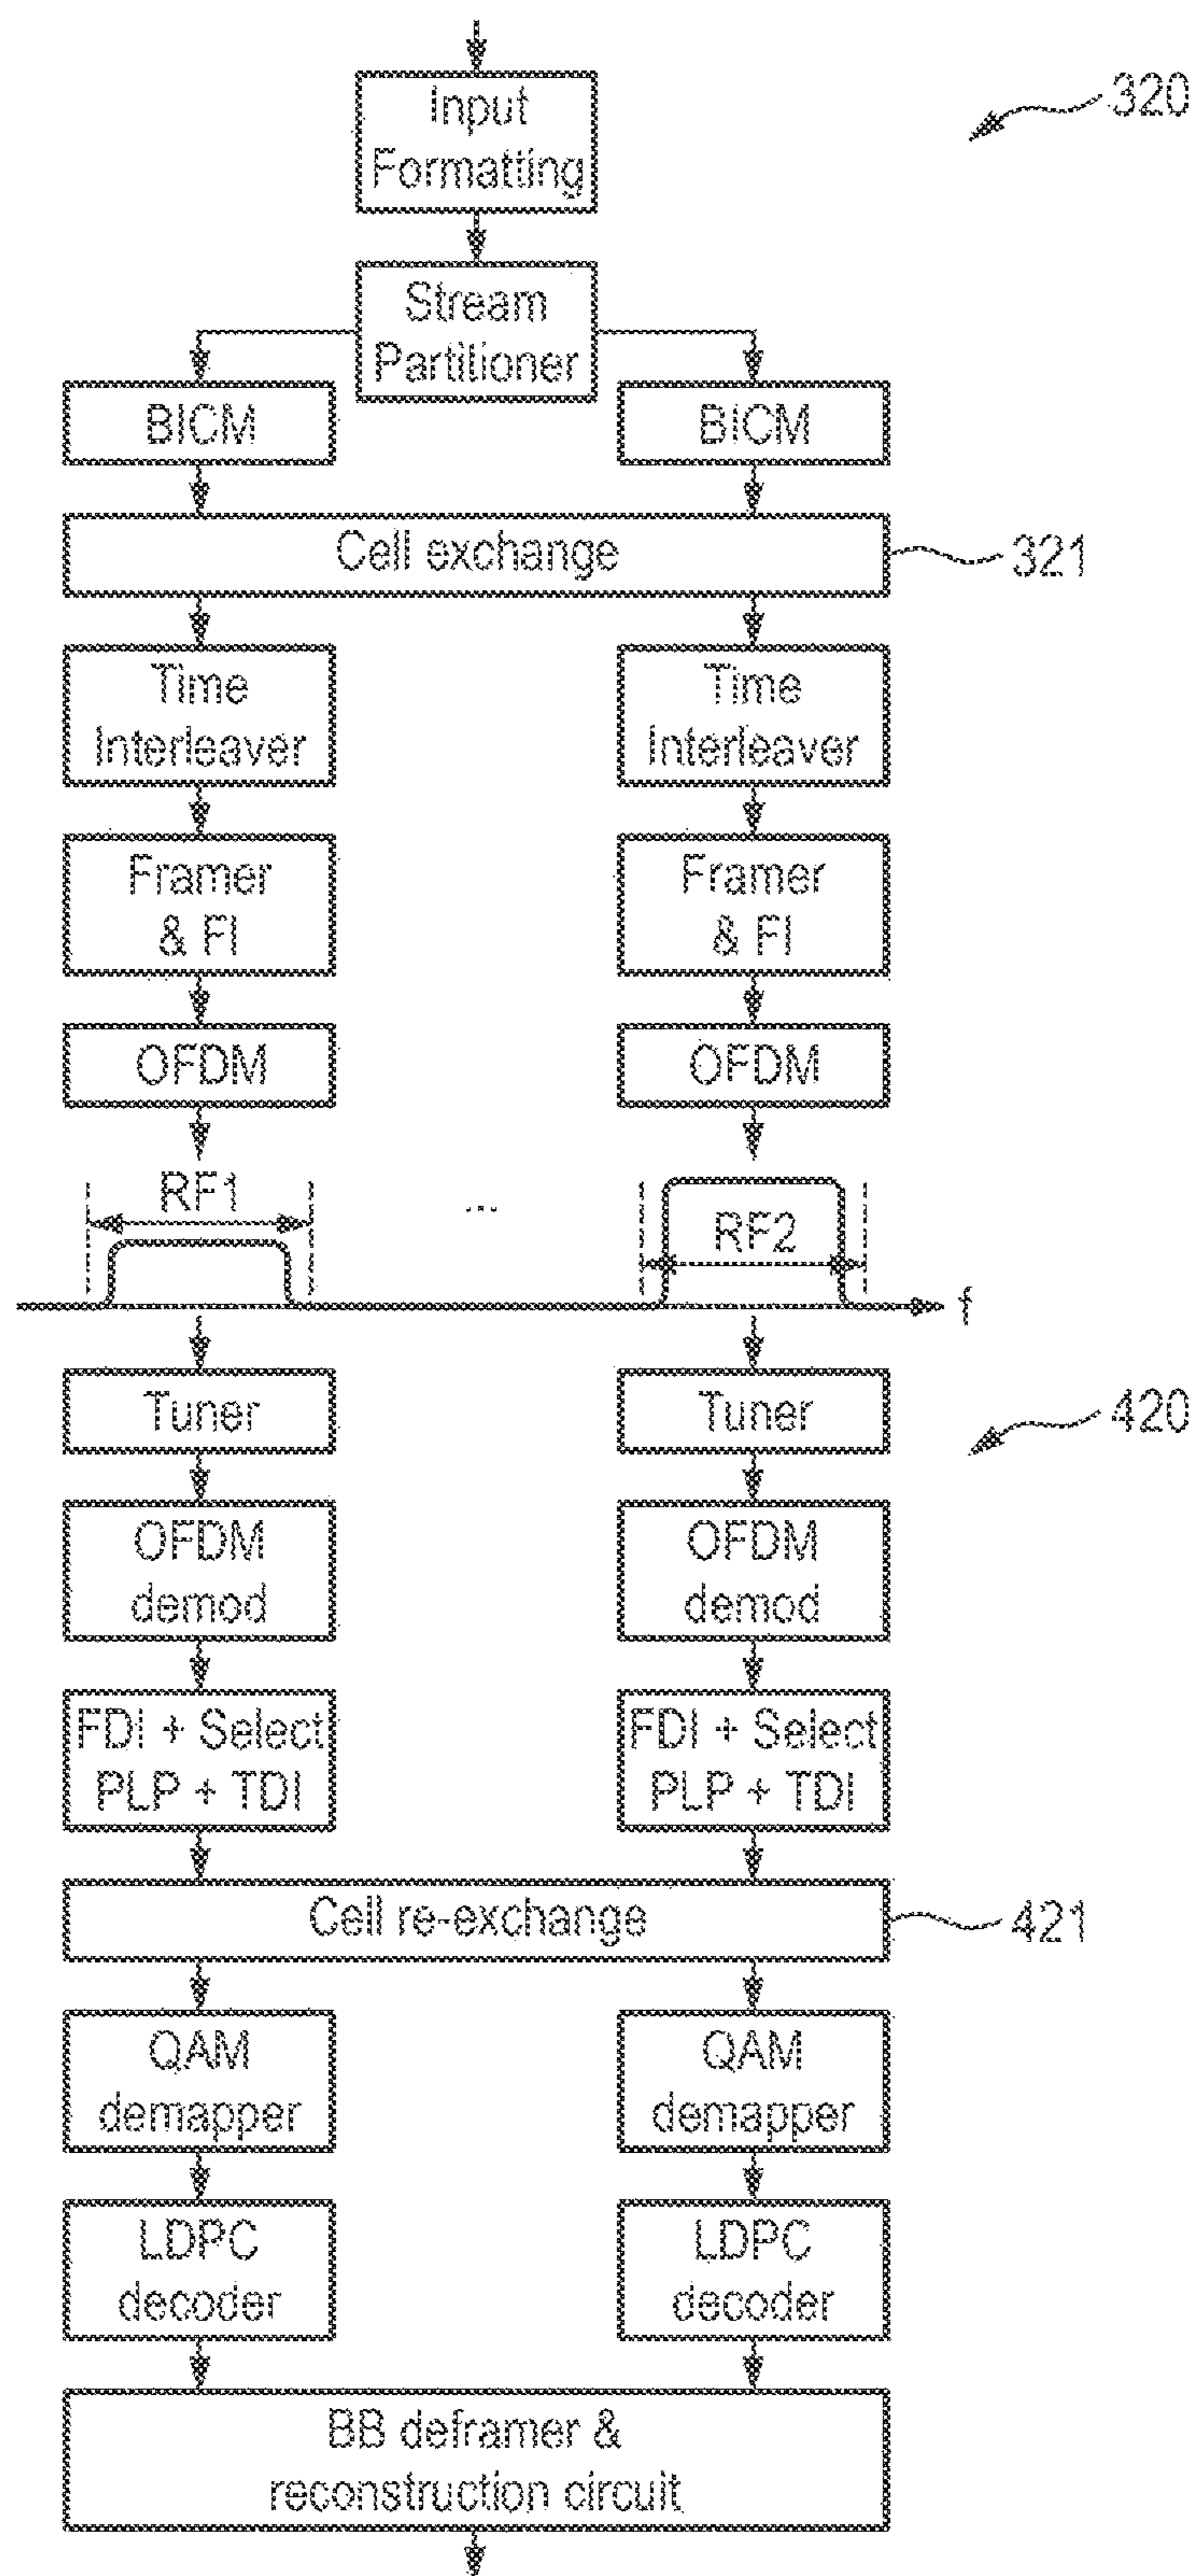 Input
Formatting
320
Stream
Partitioner
BICM
BICM
Cell exchange
321
Time
Interleaver
Time
Interleaver
Framer
& FI
Framer
& FI
OFDM
OFDM
RF1
...
RF2
f
Tuner
Tuner
420
OFDM
demod
OFDM
demod
FDI + Select
PLP + TDI
FDI + Select
PLP + TDI
Cell re-exchange
421
QAM
demapper
QAM
demapper
LDPC
decoder
LDPC
decoder
BB deframer &
reconstruction circuit